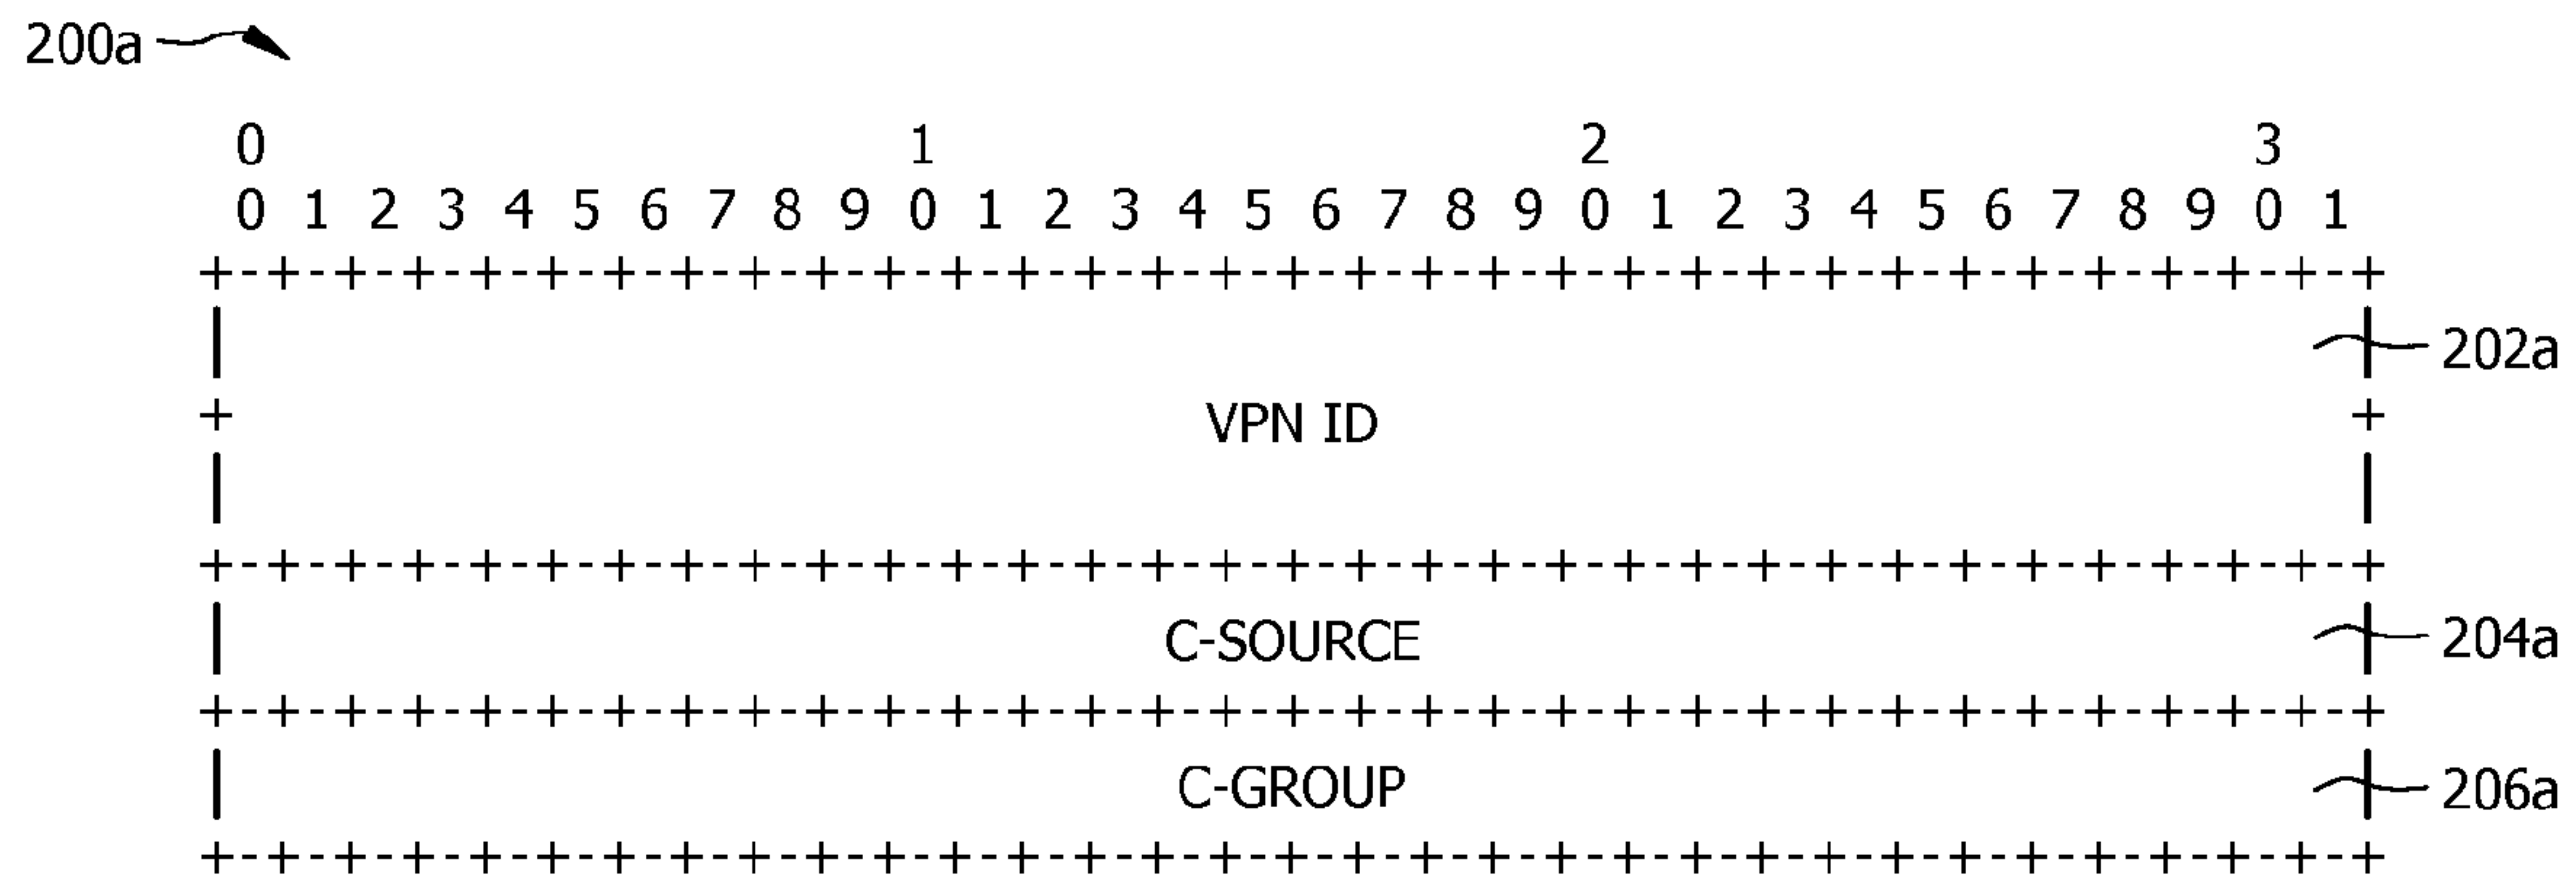 200a
0 1 2 3
0 1 2 3 4 5 6 7 8 9 0 1 2 3 4 5 6 7 8 9 0 1 2 3 4 5 6 7 8 9 0 1
+-+-+-+-+-+-+-+-+-+-+-+-+-+-+-+-+-+-+-+-+-+-+-+-+-+-+-+-+-+-+-+-+
| | 202a
+ VPN ID +
| |
+-+-+-+-+-+-+-+-+-+-+-+-+-+-+-+-+-+-+-+-+-+-+-+-+-+-+-+-+-+-+-+-+
| C-SOURCE | 204a
+-+-+-+-+-+-+-+-+-+-+-+-+-+-+-+-+-+-+-+-+-+-+-+-+-+-+-+-+-+-+-+-+
| C-GROUP | 206a
+-+-+-+-+-+-+-+-+-+-+-+-+-+-+-+-+-+-+-+-+-+-+-+-+-+-+-+-+-+-+-+-+